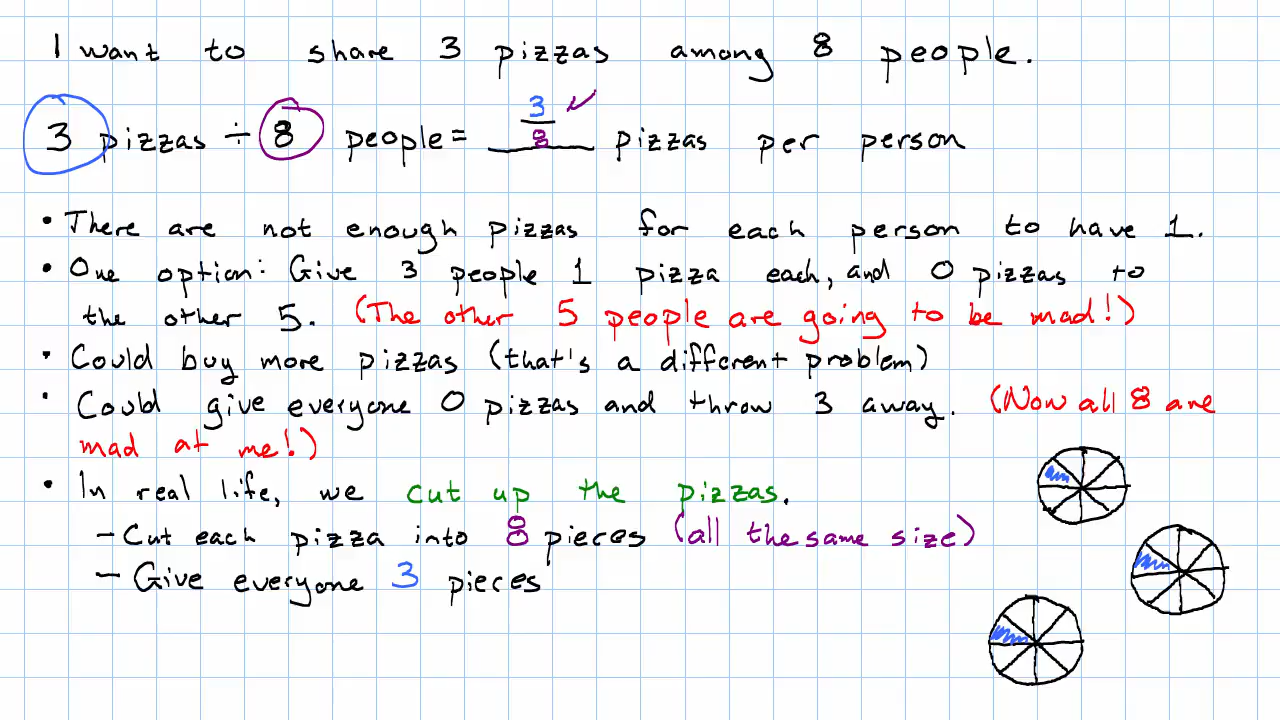 I want to share 3 pizzas among 8 people.
3 pizzas ÷ 8 people = 3/8 ✓ pizzas per person
• There are not enough pizzas for each person to have 1.
• One option: Give 3 people 1 pizza each, and 0 pizzas to
the other 5. (The other 5 people are going to be mad!)
• Could buy more pizzas (that's a different problem)
• Could give everyone 0 pizzas and throw 3 away. (Now all 8 are
mad at me!)
• In real life, we cut up the pizzas.
- Cut each pizza into 8 pieces (all the same size)
- Give everyone 3 pieces